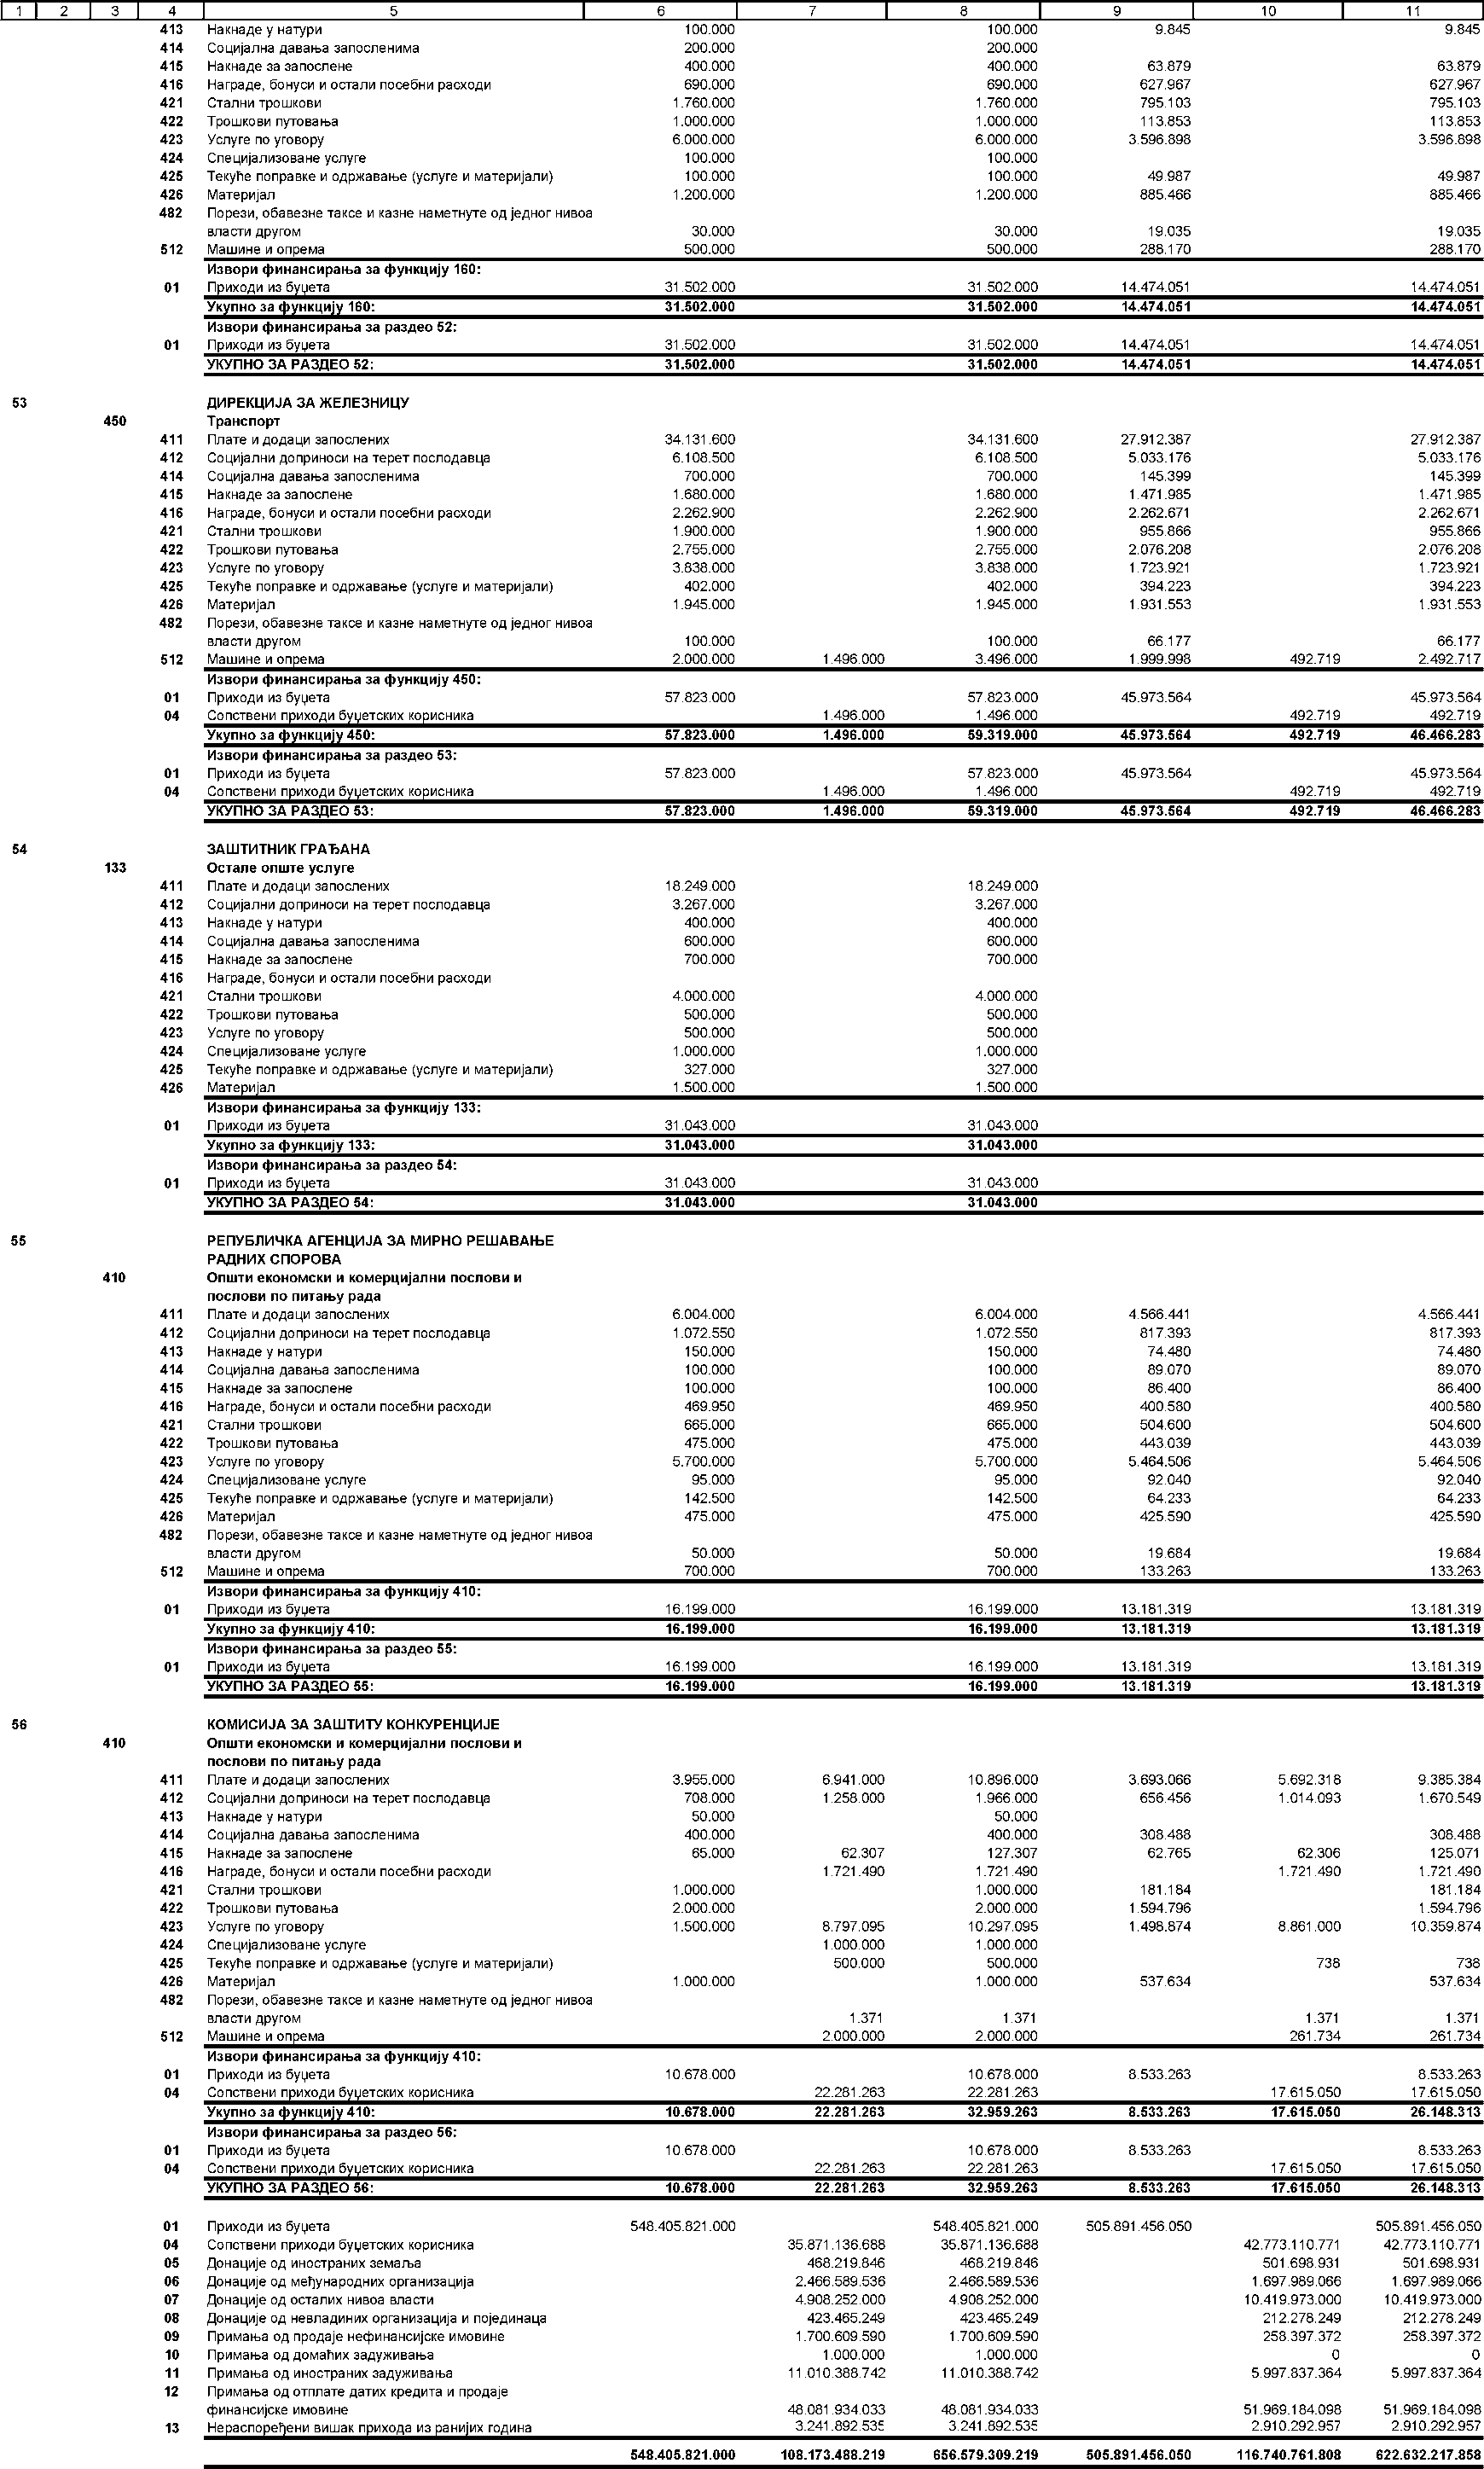 1 2 3 4 5 6 7 8 9 10 11
413 Накнаде у натури 100.000 100.000 9.845 9.845
414 Социјална давања запосленима 200.000 200.000
415 Накнаде за запослене 400.000 400.000 63.879 63.879
416 Награде, бонуси и остали посебни расходи 690.000 690.000 627.967 627.967
421 Стални трошкови 1.760.000 1.760.000 795.103 795.103
422 Трошкови путовања 1.000.000 1.000.000 113.853 113.853
423 Услуге по уговору 6.000.000 6.000.000 3.596.898 3.596.898
424 Специјализоване услуге 100.000 100.000
425 Текуће поправке и одржавање (услуге и материјали) 100.000 100.000 49.987 49.987
426 Материјал 1.200.000 1.200.000 885.466 885.466
482 Порези, обавезне таксе и казне наметнуте од једног нивоа
власти другом 30.000 30.000 19.035 19.035
512 Машине и опрема 500.000 500.000 288.170 288.170
Извори финансирања за функцију 160:
01 Приходи из буџета 31.502.000 31.502.000 14.474.051 14.474.051
Укупно за функцију 160: 31.502.000 31.502.000 14.474.051 14.474.051
Извори финансирања за раздео 52:
01 Приходи из буџета 31.502.000 31.502.000 14.474.051 14.474.051
УКУПНО ЗА РАЗДЕО 52: 31.502.000 31.502.000 14.474.051 14.474.051
53 ДИРЕКЦИЈА ЗА ЖЕЛЕЗНИЦУ
450 Транспорт
411 Плате и додаци запослених 34.131.600 34.131.600 27.912.387 27.912.387
412 Социјални доприноси на терет послодавца 6.108.500 6.108.500 5.033.176 5.033.176
414 Социјална давања запосленима 700.000 700.000 145.399 145.399
415 Накнаде за запослене 1.680.000 1.680.000 1.471.985 1.471.985
416 Награде, бонуси и остали посебни расходи 2.262.900 2.262.900 2.262.671 2.262.671
421 Стални трошкови 1.900.000 1.900.000 955.866 955.866
422 Трошкови путовања 2.755.000 2.755.000 2.076.208 2.076.208
423 Услуге по уговору 3.838.000 3.838.000 1.723.921 1.723.921
425 Текуће поправке и одржавање (услуге и материјали) 402.000 402.000 394.223 394.223
426 Материјал 1.945.000 1.945.000 1.931.553 1.931.553
482 Порези, обавезне таксе и казне наметнуте од једног нивоа
власти другом 100.000 100.000 66.177 66.177
512 Машине и опрема 2.000.000 1.496.000 3.496.000 1.999.998 492.719 2.492.717
Извори финансирања за функцију 450:
01 Приходи из буџета 57.823.000 57.823.000 45.973.564 45.973.564
04 Сопствени приходи буџетских корисника 1.496.000 1.496.000 492.719 492.719
Укупно за функцију 450: 57.823.000 1.496.000 59.319.000 45.973.564 492.719 46.466.283
Извори финансирања за раздео 53:
01 Приходи из буџета 57.823.000 57.823.000 45.973.564 45.973.564
04 Сопствени приходи буџетских корисника 1.496.000 1.496.000 492.719 492.719
УКУПНО ЗА РАЗДЕО 53: 57.823.000 1.496.000 59.319.000 45.973.564 492.719 46.466.283
54 ЗАШТИТНИК ГРАЂАНА
133 Остале опште услуге
411 Плате и додаци запослених 18.249.000 18.249.000
412 Социјални доприноси на терет послодавца 3.267.000 3.267.000
413 Накнаде у натури 400.000 400.000
414 Социјална давања запосленима 600.000 600.000
415 Накнаде за запослене 700.000 700.000
416 Награде, бонуси и остали посебни расходи
421 Стални трошкови 4.000.000 4.000.000
422 Трошкови путовања 500.000 500.000
423 Услуге по уговору 500.000 500.000
424 Специјализоване услуге 1.000.000 1.000.000
425 Текуће поправке и одржавање (услуге и материјали) 327.000 327.000
426 Материјал 1.500.000 1.500.000
Извори финансирања за функцију 133:
01 Приходи из буџета 31.043.000 31.043.000
Укупно за функцију 133: 31.043.000 31.043.000
Извори финансирања за раздео 54:
01 Приходи из буџета 31.043.000 31.043.000
УКУПНО ЗА РАЗДЕО 54: 31.043.000 31.043.000
55 РЕПУБЛИЧКА АГЕНЦИЈА ЗА МИРНО РЕШАВАЊЕ
РАДНИХ СПОРОВА
410 Општи економски и комерцијални послови и
послови по питању рада
411 Плате и додаци запослених 6.004.000 6.004.000 4.566.441 4.566.441
412 Социјални доприноси на терет послодавца 1.072.550 1.072.550 817.393 817.393
413 Накнаде у натури 150.000 150.000 74.480 74.480
414 Социјална давања запосленима 100.000 100.000 89.070 89.070
415 Накнаде за запослене 100.000 100.000 86.400 86.400
416 Награде, бонуси и остали посебни расходи 469.950 469.950 400.580 400.580
421 Стални трошкови 665.000 665.000 504.600 504.600
422 Трошкови путовања 475.000 475.000 443.039 443.039
423 Услуге по уговору 5.700.000 5.700.000 5.464.506 5.464.506
424 Специјализоване услуге 95.000 95.000 92.040 92.040
425 Текуће поправке и одржавање (услуге и материјали) 142.500 142.500 64.233 64.233
426 Материјал 475.000 475.000 425.590 425.590
482 Порези, обавезне таксе и казне наметнуте од једног нивоа
власти другом 50.000 50.000 19.684 19.684
512 Машине и опрема 700.000 700.000 133.263 133.263
Извори финансирања за функцију 410:
01 Приходи из буџета 16.199.000 16.199.000 13.181.319 13.181.319
Укупно за функцију 410: 16.199.000 16.199.000 13.181.319 13.181.319
Извори финансирања за раздео 55:
01 Приходи из буџета 16.199.000 16.199.000 13.181.319 13.181.319
УКУПНО ЗА РАЗДЕО 55: 16.199.000 16.199.000 13.181.319 13.181.319
56 КОМИСИЈА ЗА ЗАШТИТУ КОНКУРЕНЦИЈЕ
410 Општи економски и комерцијални послови и
послови по питању рада
411 Плате и додаци запослених 3.955.000 6.941.000 10.896.000 3.693.066 5.692.318 9.385.384
412 Социјални доприноси на терет послодавца 708.000 1.258.000 1.966.000 656.456 1.014.093 1.670.549
413 Накнаде у натури 50.000 50.000
414 Социјална давања запосленима 400.000 400.000 308.488 308.488
415 Накнаде за запослене 65.000 62.307 127.307 62.765 62.306 125.071
416 Награде, бонуси и остали посебни расходи 1.721.490 1.721.490 1.721.490 1.721.490
421 Стални трошкови 1.000.000 1.000.000 181.184 181.184
422 Трошкови путовања 2.000.000 2.000.000 1.594.796 1.594.796
423 Услуге по уговору 1.500.000 8.797.095 10.297.095 1.498.874 8.861.000 10.359.874
424 Специјализоване услуге 1.000.000 1.000.000
425 Текуће поправке и одржавање (услуге и материјали) 500.000 500.000 738 738
426 Материјал 1.000.000 1.000.000 537.634 537.634
482 Порези, обавезне таксе и казне наметнуте од једног нивоа
власти другом 1.371 1.371 1.371 1.371
512 Машине и опрема 2.000.000 2.000.000 261.734 261.734
Извори финансирања за функцију 410:
01 Приходи из буџета 10.678.000 10.678.000 8.533.263 8.533.263
04 Сопствени приходи буџетских корисника 22.281.263 22.281.263 17.615.050 17.615.050
Укупно за функцију 410: 10.678.000 22.281.263 32.959.263 8.533.263 17.615.050 26.148.313
Извори финансирања за раздео 56:
01 Приходи из буџета 10.678.000 10.678.000 8.533.263 8.533.263
04 Сопствени приходи буџетских корисника 22.281.263 22.281.263 17.615.050 17.615.050
УКУПНО ЗА РАЗДЕО 56: 10.678.000 22.281.263 32.959.263 8.533.263 17.615.050 26.148.313
01 Приходи из буџета 548.405.821.000 548.405.821.000 505.891.456.050 505.891.456.050
04 Сопствени приходи буџетских корисника 35.871.136.688 35.871.136.688 42.773.110.771 42.773.110.771
05 Донације од иностраних земаља 468.219.846 468.219.846 501.698.931 501.698.931
06 Донације од међународних организација 2.466.589.536 2.466.589.536 1.697.989.066 1.697.989.066
07 Донације од осталих нивоа власти 4.908.252.000 4.908.252.000 10.419.973.000 10.419.973.000
08 Донације од невладиних организација и појединаца 423.465.249 423.465.249 212.278.249 212.278.249
09 Примања од продаје нефинансијске имовине 1.700.609.590 1.700.609.590 258.397.372 258.397.372
10 Примања од домаћих задуживања 1.000.000 1.000.000 0 0
11 Примања од иностраних задуживања 11.010.388.742 11.010.388.742 5.997.837.364 5.997.837.364
12 Примања од отплате датих кредита и продаје
финансијске имовине 48.081.934.033 48.081.934.033 51.969.184.098 51.969.184.098
13 Нераспоређени вишак прихода из ранијих година 3.241.892.535 3.241.892.535 2.910.292.957 2.910.292.957
548.405.821.000 108.173.488.219 656.579.309.219 505.891.456.050 116.740.761.808 622.632.217.858